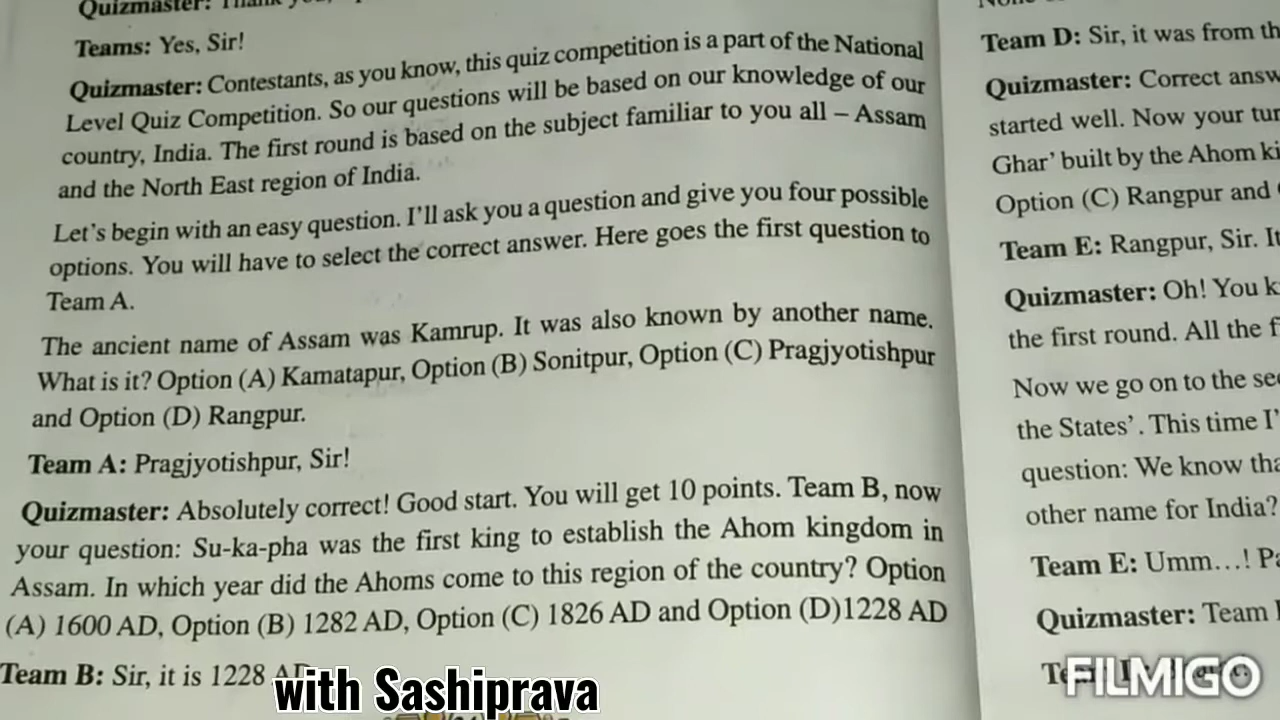 Quizmaster:
Teams: Yes, Sir!
Quizmaster: Contestants, as you know, this quiz competition is a part of the National
Level Quiz Competition. So our questions will be based on our knowledge of our
country, India. The first round is based on the subject familiar to you all – Assam
and the North East region of India.
Let's begin with an easy question. I'll ask you a question and give you four possible
options. You will have to select the correct answer. Here goes the first question to
Team A.
The ancient name of Assam was Kamrup. It was also known by another name.
What is it? Option (A) Kamatapur, Option (B) Sonitpur, Option (C) Pragjyotishpur
and Option (D) Rangpur.
Team A: Pragjyotishpur, Sir!
Quizmaster: Absolutely correct! Good start. You will get 10 points. Team B, now
your question: Su-ka-pha was the first king to establish the Ahom kingdom in
Assam. In which year did the Ahoms come to this region of the country? Option
(A) 1600 AD, Option (B) 1282 AD, Option (C) 1826 AD and Option (D)1228 AD
Team B: Sir, it is 1228 AD
Team D: Sir, it was from th
Quizmaster: Correct answ
started well. Now your tur
Ghar' built by the Ahom ki
Option (C) Rangpur and
Team E: Rangpur, Sir. It
Quizmaster: Oh! You k
the first round. All the f
Now we go on to the sec
the States'. This time I'
question: We know tha
other name for India?
Team E: Umm...! Pa
Quizmaster: Team
with Sashiprava
FILMIGO